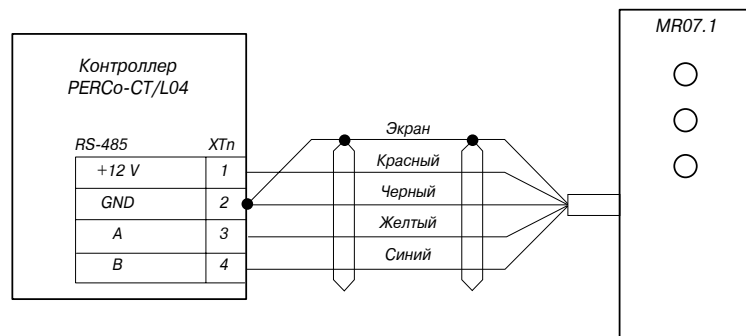 MR07.1
Контроллер
PERCo-CT/L04
Экран
RS-485 XTn
Красный
+12 V 1
Черный
GND 2
Желтый
A 3
Синий
B 4